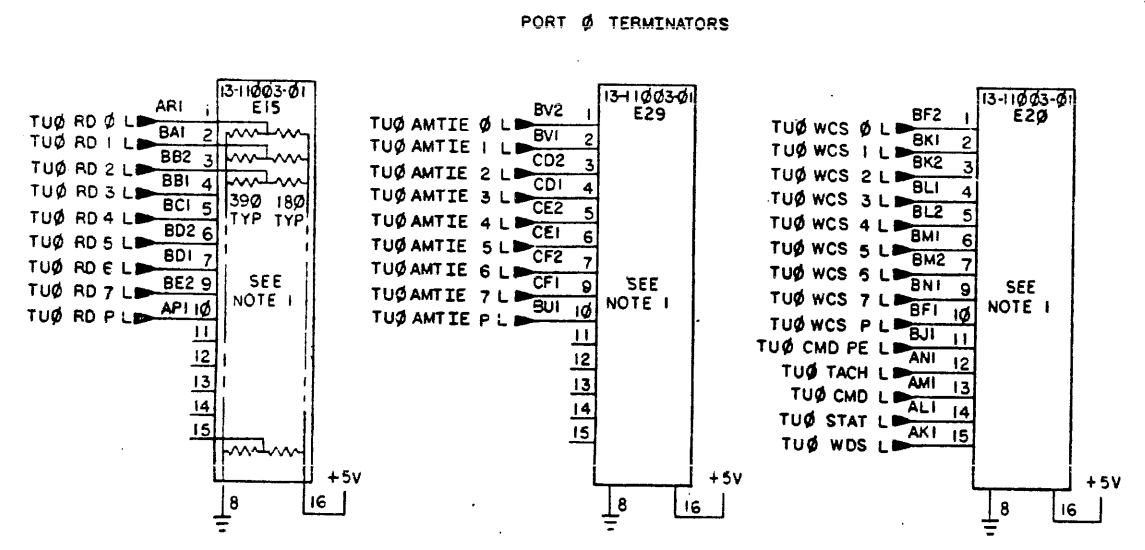 PORT Ø TERMINATORS
13-11ØØ3-Ø1
E15
TUØ RD Ø L AR1 1
TUØ RD 1 L BA1 2
TUØ RD 2 L BB2 3
TUØ RD 3 L BB1 4
TUØ RD 4 L BC1 5
TUØ RD 5 L BD2 6
TUØ RD 6 L BD1 7
TUØ RD 7 L BE2 9
TUØ RD P L AP1 1Ø
11
12
13
14
15
39Ø 18Ø
TYP TYP
SEE
NOTE 1
8 16 +5V
13-11ØØ3-Ø1
E29
TUØ AMTIE Ø L BV2 1
TUØ AMTIE 1 L BV1 2
TUØ AMTIE 2 L CD2 3
TUØ AMTIE 3 L CD1 4
TUØ AMTIE 4 L CE2 5
TUØ AMTIE 5 L CE1 6
TUØ AMTIE 6 L CF2 7
TUØ AMTIE 7 L CF1 9
TUØ AMTIE P L BU1 1Ø
11
12
13
14
15
SEE
NOTE 1
8 16 +5V
13-11ØØ3-Ø1
E2Ø
TUØ WCS Ø L BF2 1
TUØ WCS 1 L BK1 2
TUØ WCS 2 L BK2 3
TUØ WCS 3 L BL1 4
TUØ WCS 4 L BL2 5
TUØ WCS 5 L BM1 6
TUØ WCS 6 L BM2 7
TUØ WCS 7 L BN1 9
TUØ WCS P L BF1 1Ø
TUØ CMD PE L BJ1 11
TUØ TACH L AN1 12
TUØ CMD L AM1 13
TUØ STAT L AL1 14
TUØ WDS L AK1 15
SEE
NOTE 1
8 16 +5V